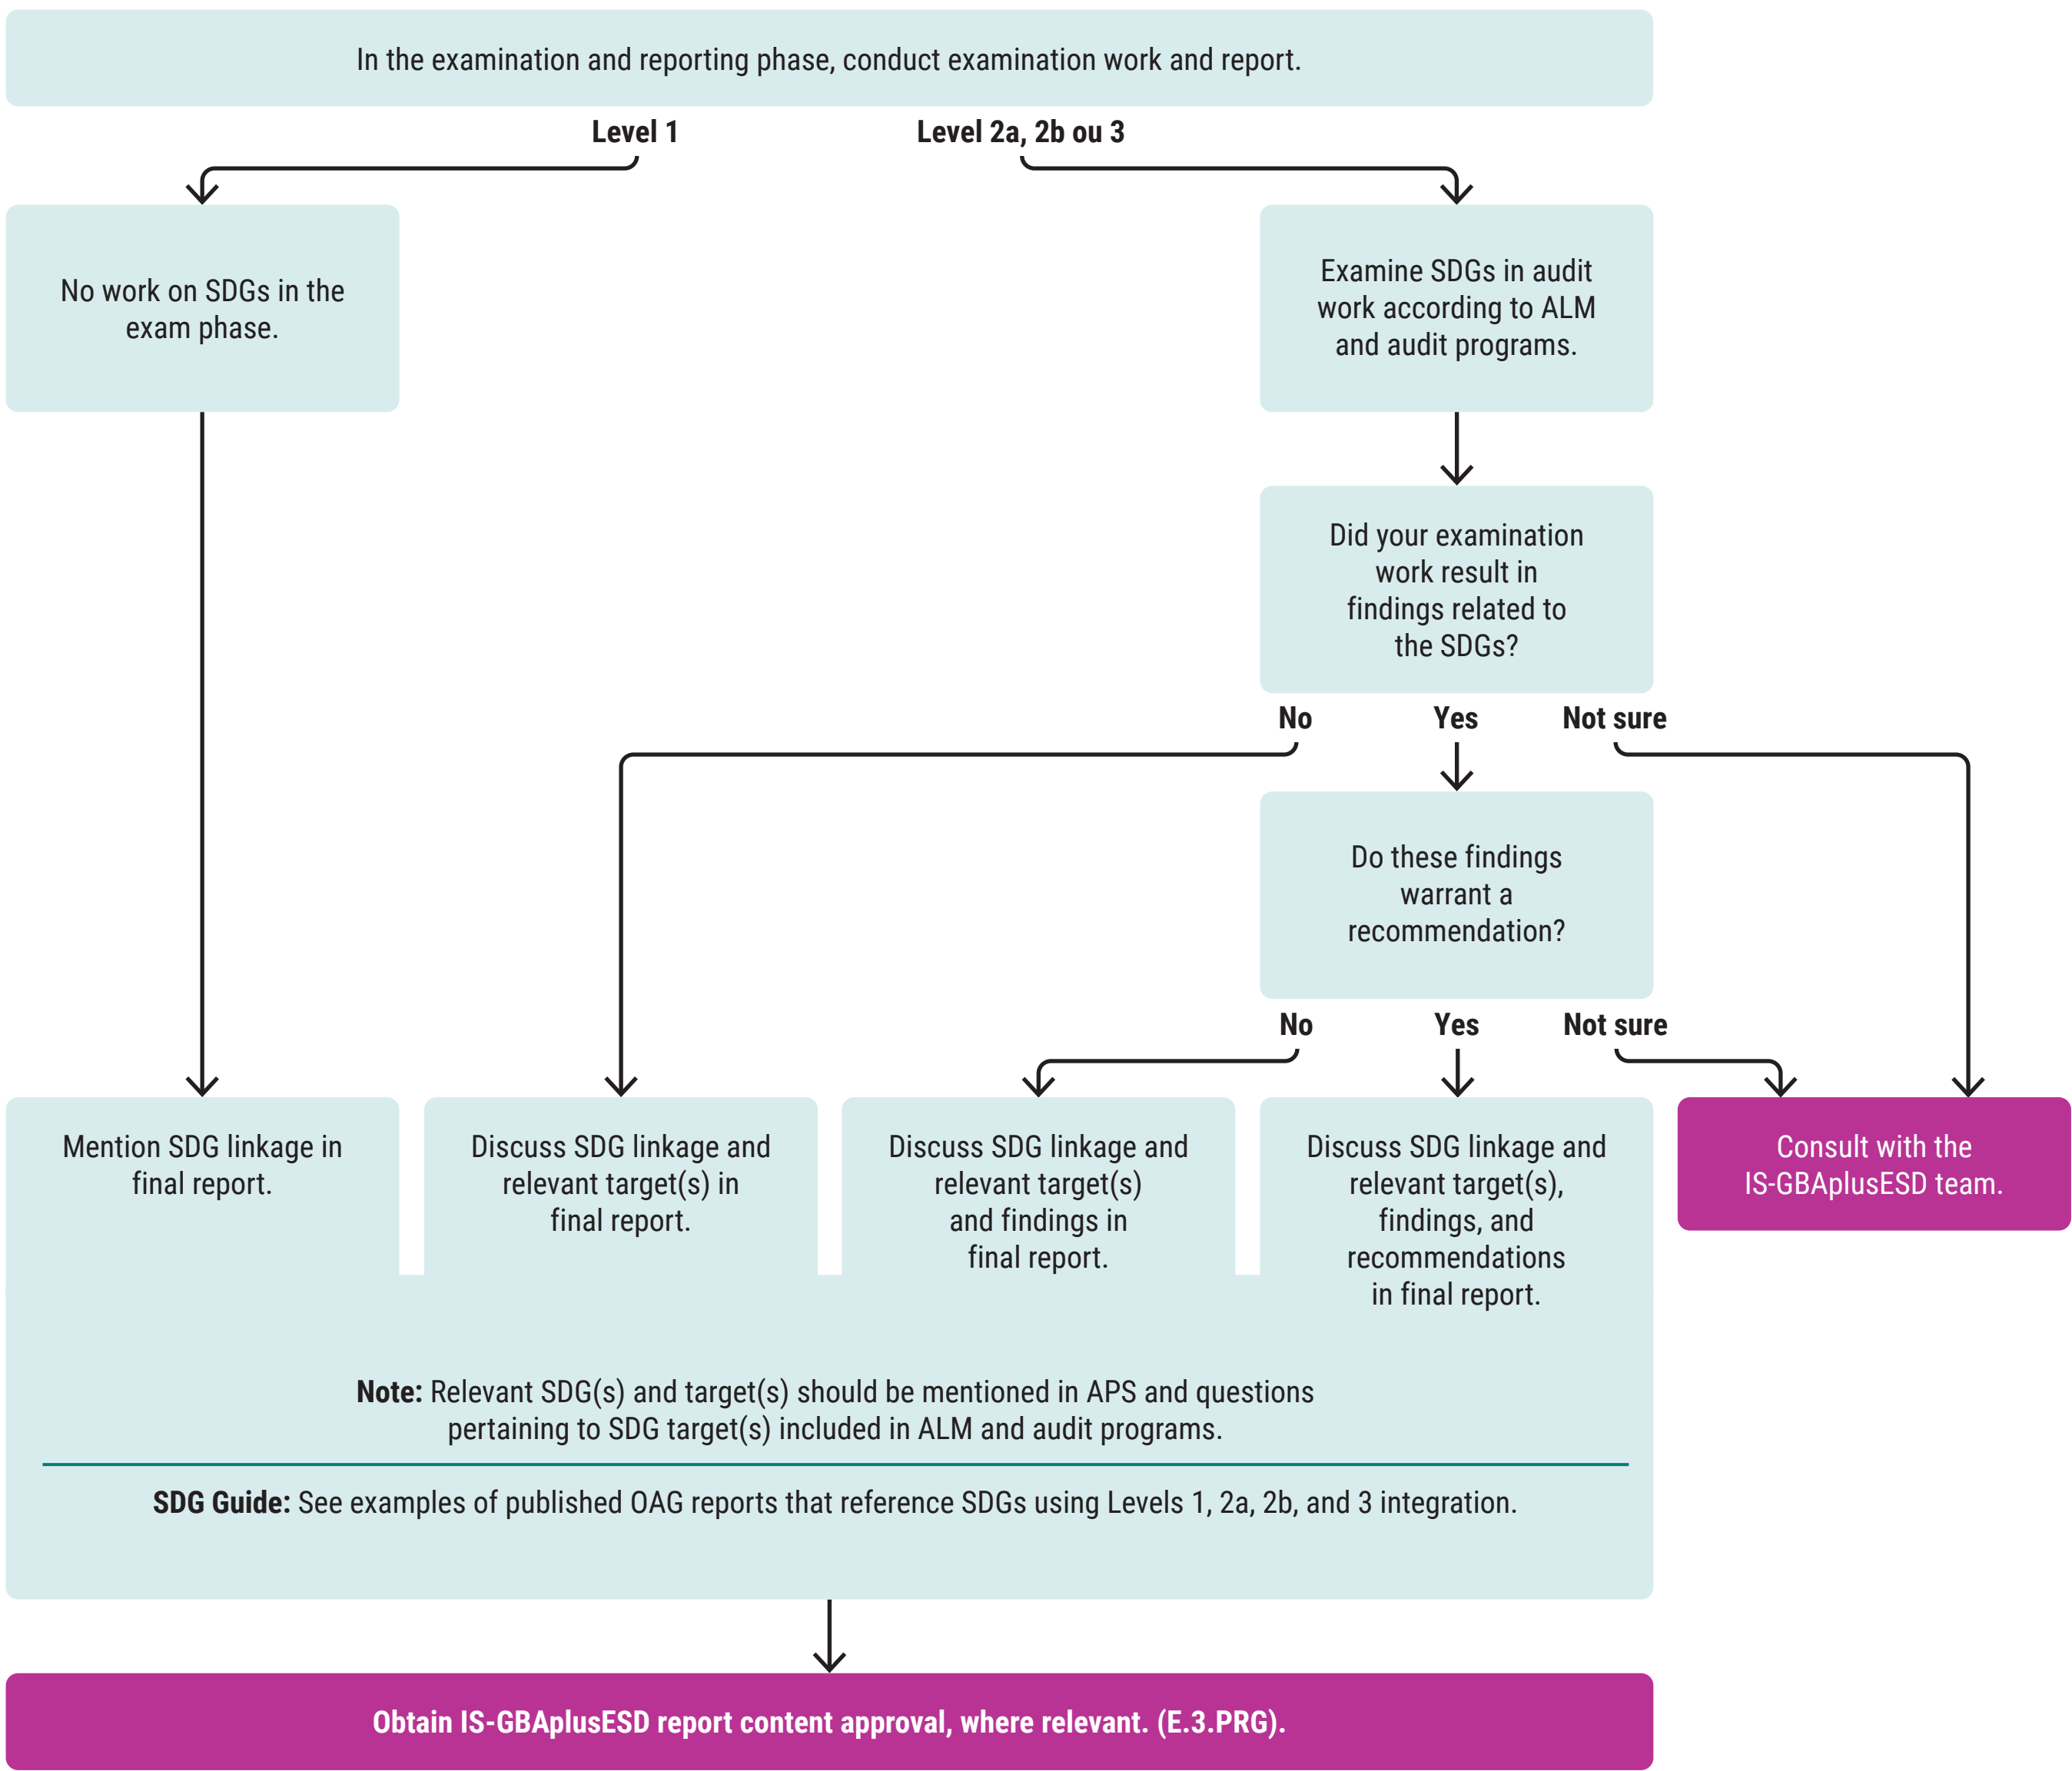 In the examination and reporting phase, conduct examination work and report.
Level 1
Level 2a, 2b ou 3
No work on SDGs in the
exam phase.
Examine SDGs in audit
work according to ALM
and audit programs.
Did your examination
work result in
findings related to
the SDGs?
No
Yes
Not sure
Do these findings
warrant a
recommendation?
No
Yes
Not sure
Mention SDG linkage in
final report.
Discuss SDG linkage and
relevant target(s) in
final report.
Discuss SDG linkage and
relevant target(s)
and findings in
final report.
Discuss SDG linkage and
relevant target(s),
findings, and
recommendations
in final report.
Consult with the
IS-GBAplusESD team.
Note: Relevant SDG(s) and target(s) should be mentioned in APS and questions
pertaining to SDG target(s) included in ALM and audit programs.
SDG Guide: See examples of published OAG reports that reference SDGs using Levels 1, 2a, 2b, and 3 integration.
Obtain IS-GBAplusESD report content approval, where relevant. (E.3.PRG).